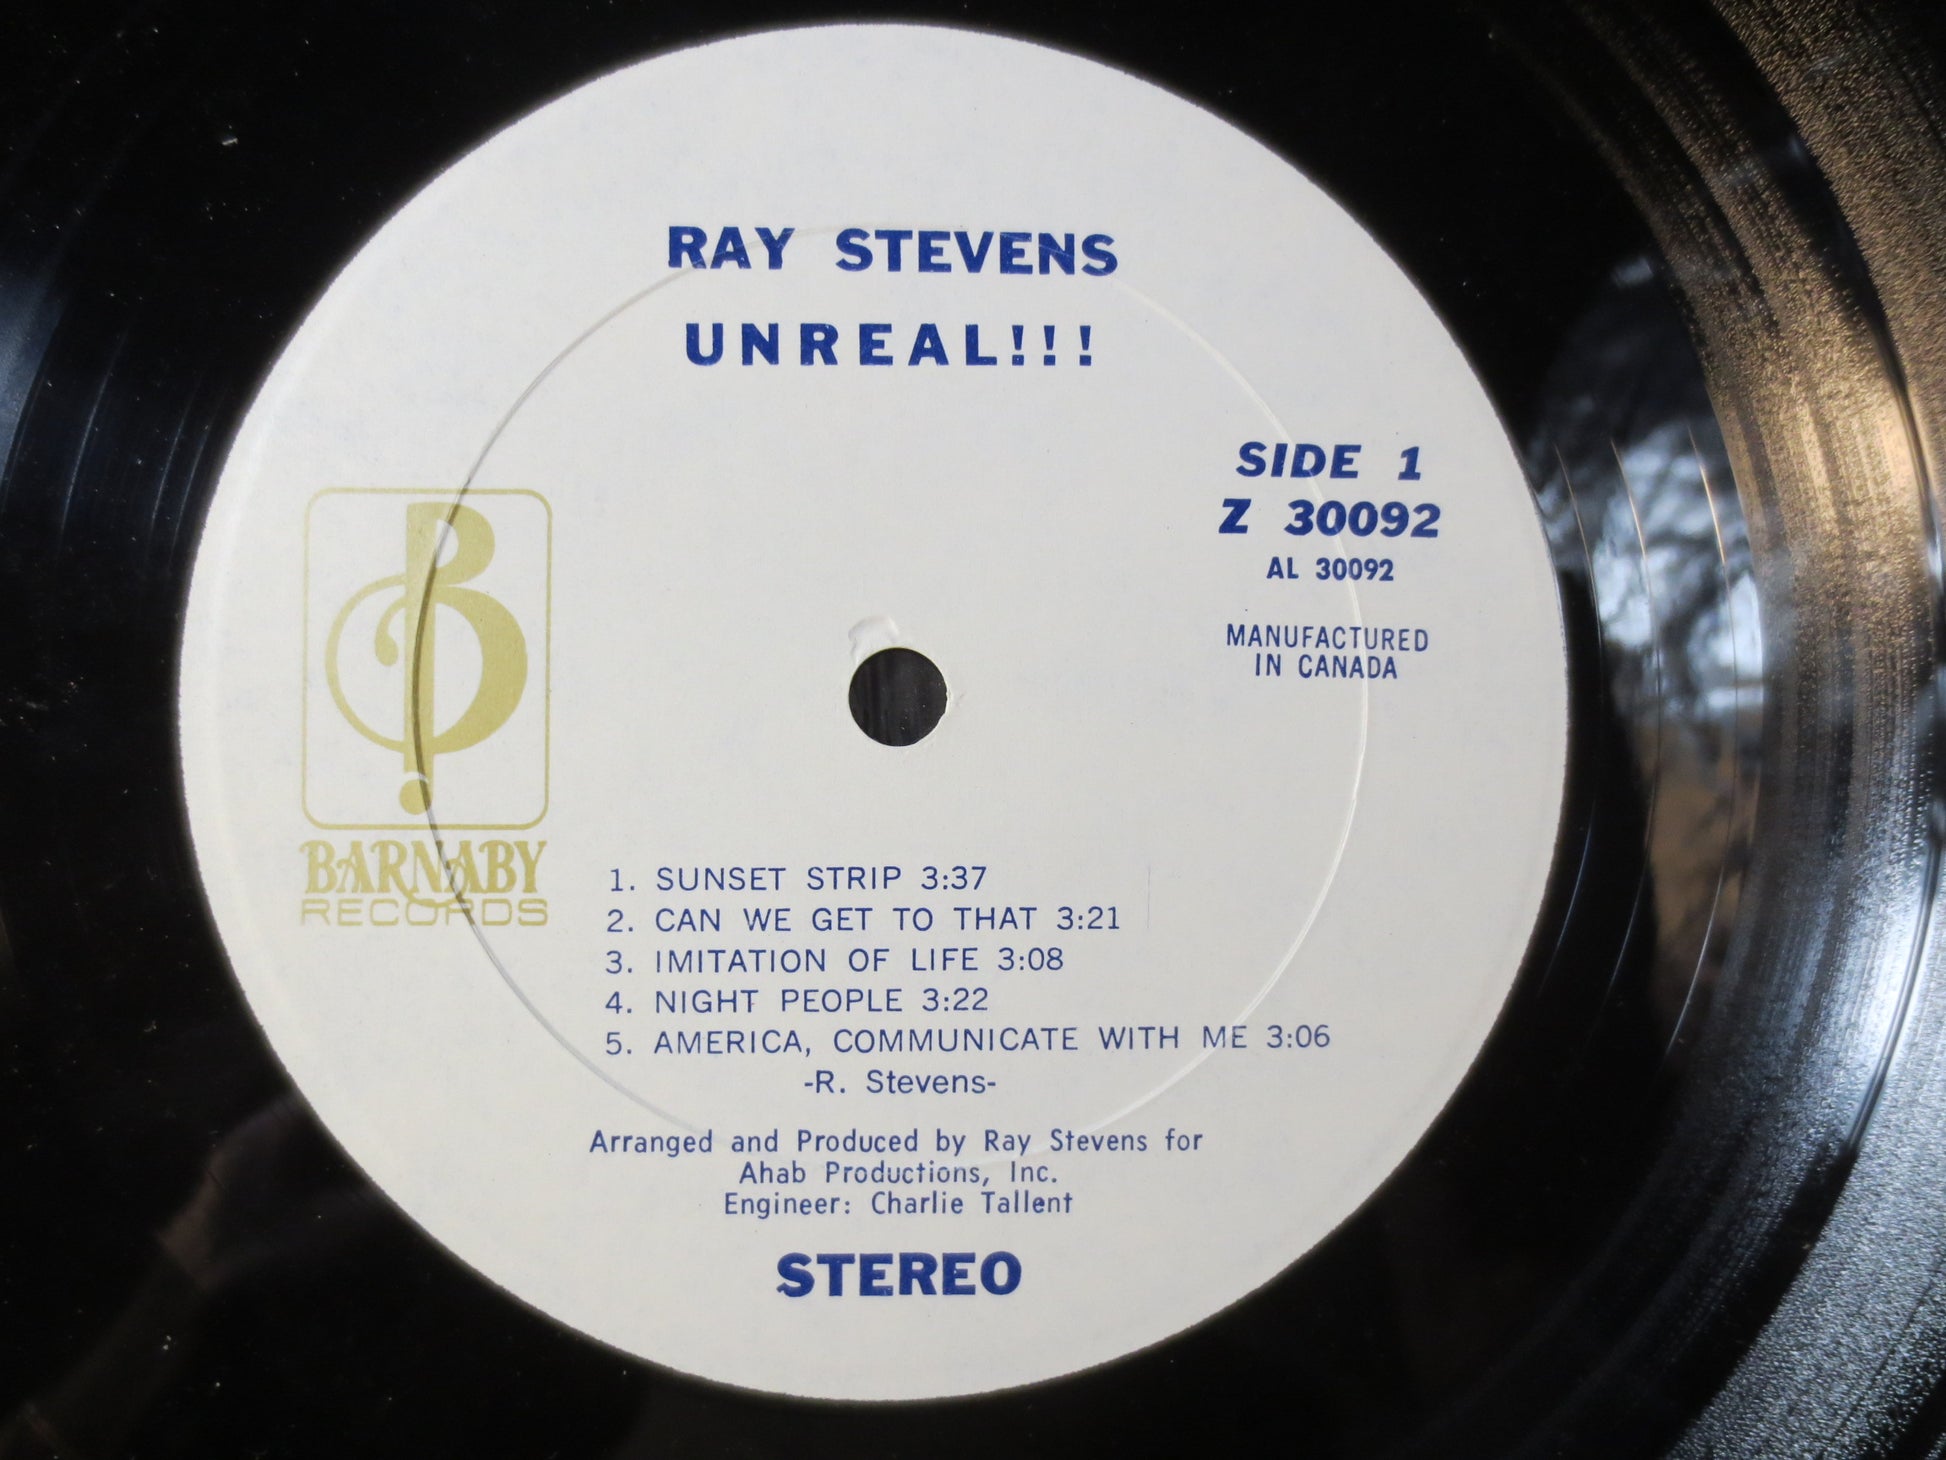 RAY STEVENS
UNREAL!!!
SIDE 1
Z 30092
AL 30092
MANUFACTURED
IN CANADA
BARNABY
RECORDS
1. SUNSET STRIP 3:37
2. CAN WE GET TO THAT 3:21
3. IMITATION OF LIFE 3:08
4. NIGHT PEOPLE 3:22
5. AMERICA, COMMUNICATE WITH ME 3:06
-R. Stevens-
Arranged and Produced by Ray Stevens for
Ahab Productions, Inc.
Engineer: Charlie Tallent
STEREO